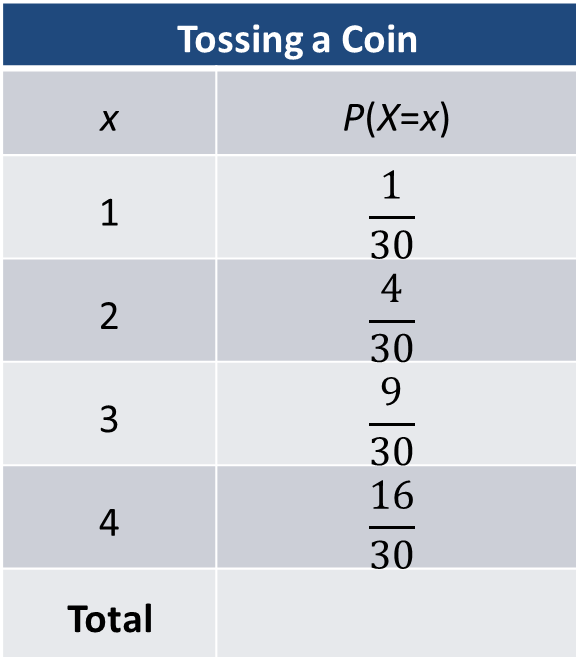 Tossing a Coin
x P(X=x)
1 1/30
2 4/30
3 9/30
4 16/30
Total